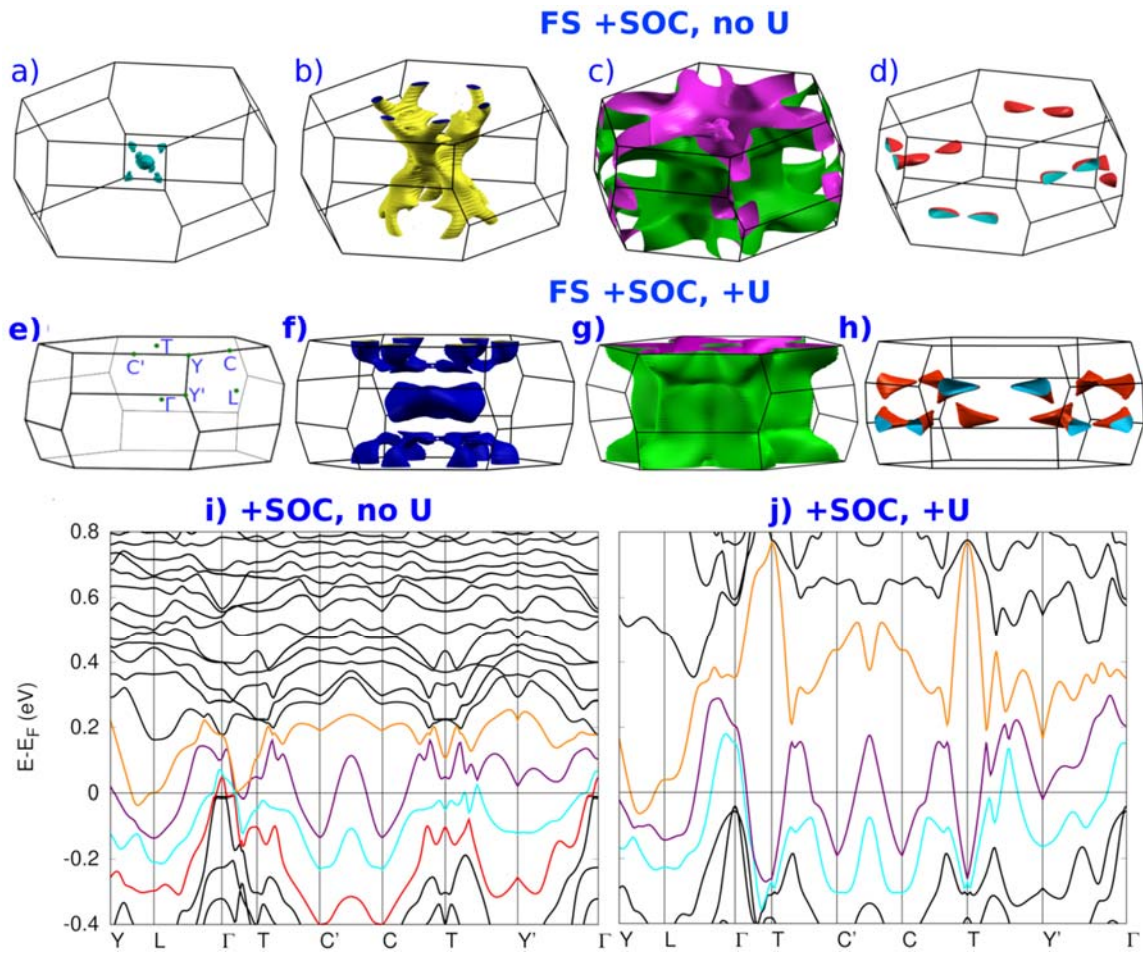 FS +SOC, no U
a) b) c) d)
FS +SOC, +U
e) f) g) h)
T
C' Y C
Y' L
Γ
i) +SOC, no U j) +SOC, +U
0.8
0.6
0.4
0.2
0
-0.2
-0.4
E-E_F (eV)
Y L Γ T C' C T Y' Γ
Y L Γ T C' C T Y' Γ